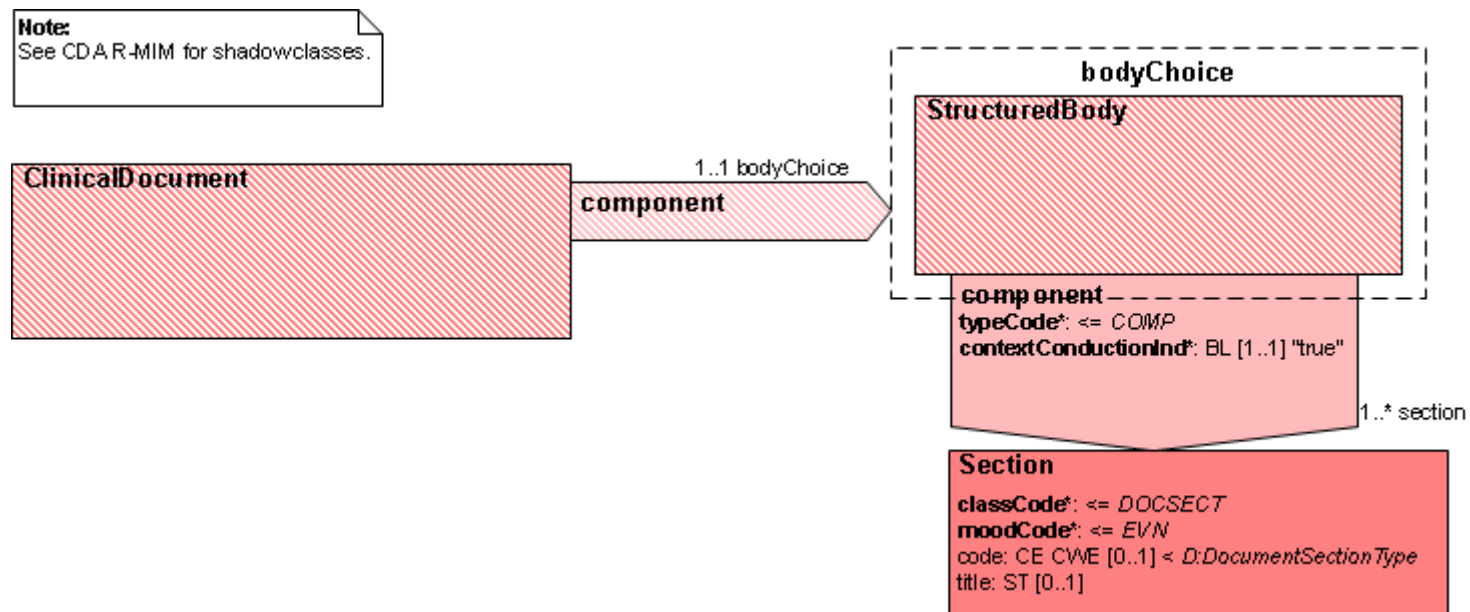 Note:
See CDAR-MIM for shadowclasses.
bodyChoice
StructuredBody
ClinicalDocument
1..1 bodyChoice
component
component
typeCode*: <= COMP
contextConductionInd*: BL [1..1] "true"
1..* section
Section
classCode*: <= DOCSECT
moodCode*: <= EVN
code: CE CWE [0..1] < D:DocumentSectionType
title: ST [0..1]